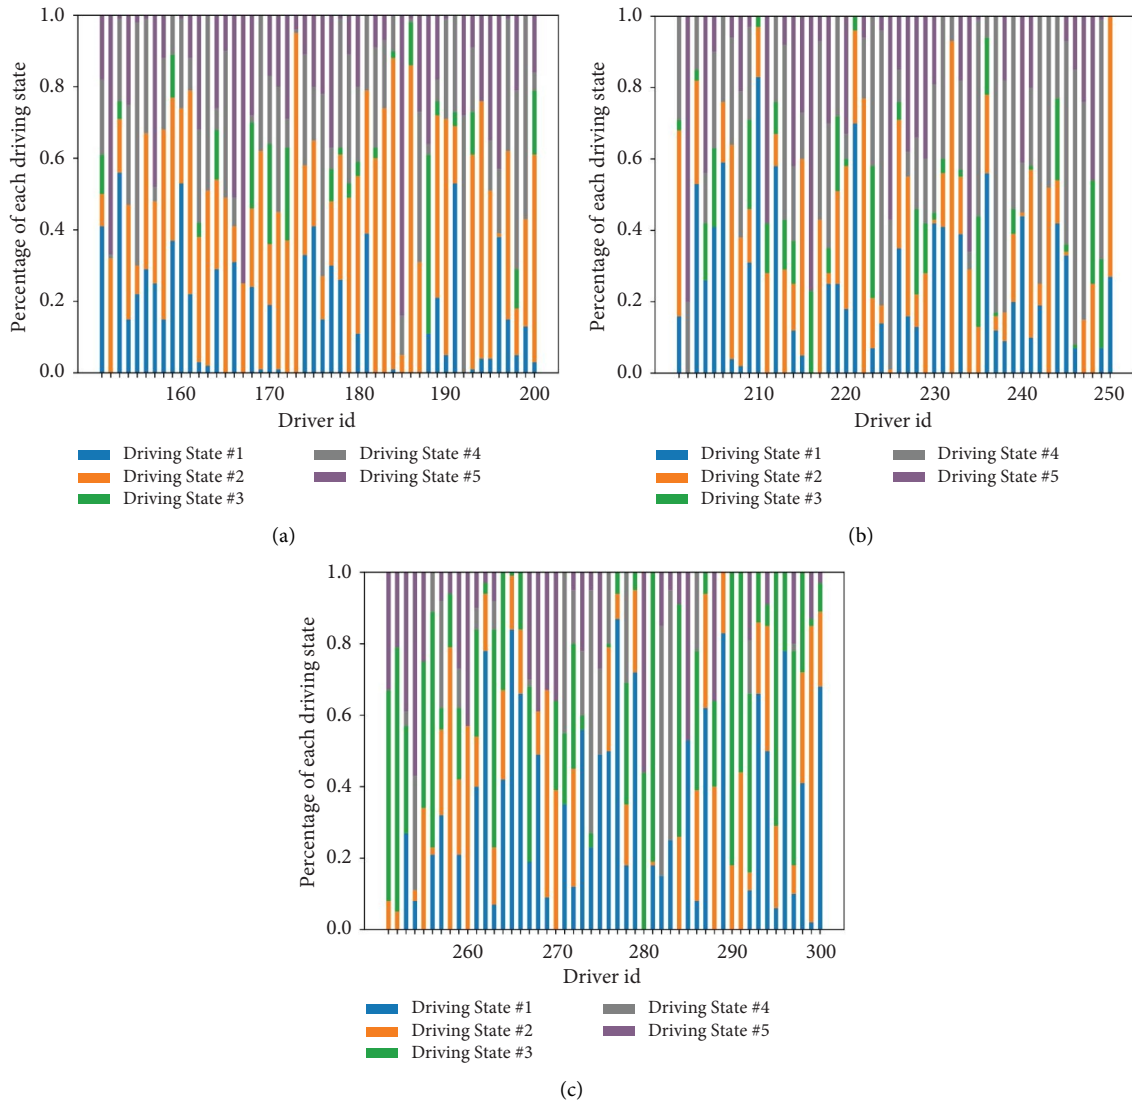 1.0
0.8
0.6
0.4
0.2
0.0
Percentage of each driving state
160 170 180 190 200
Driver id
Driving State #1 Driving State #4
Driving State #2 Driving State #5
Driving State #3
(a)
1.0
0.8
0.6
0.4
0.2
0.0
Percentage of each driving state
210 220 230 240 250
Driver id
Driving State #1 Driving State #4
Driving State #2 Driving State #5
Driving State #3
(b)
1.0
0.8
0.6
0.4
0.2
0.0
Percentage of each driving state
260 270 280 290 300
Driver id
Driving State #1 Driving State #4
Driving State #2 Driving State #5
Driving State #3
(c)